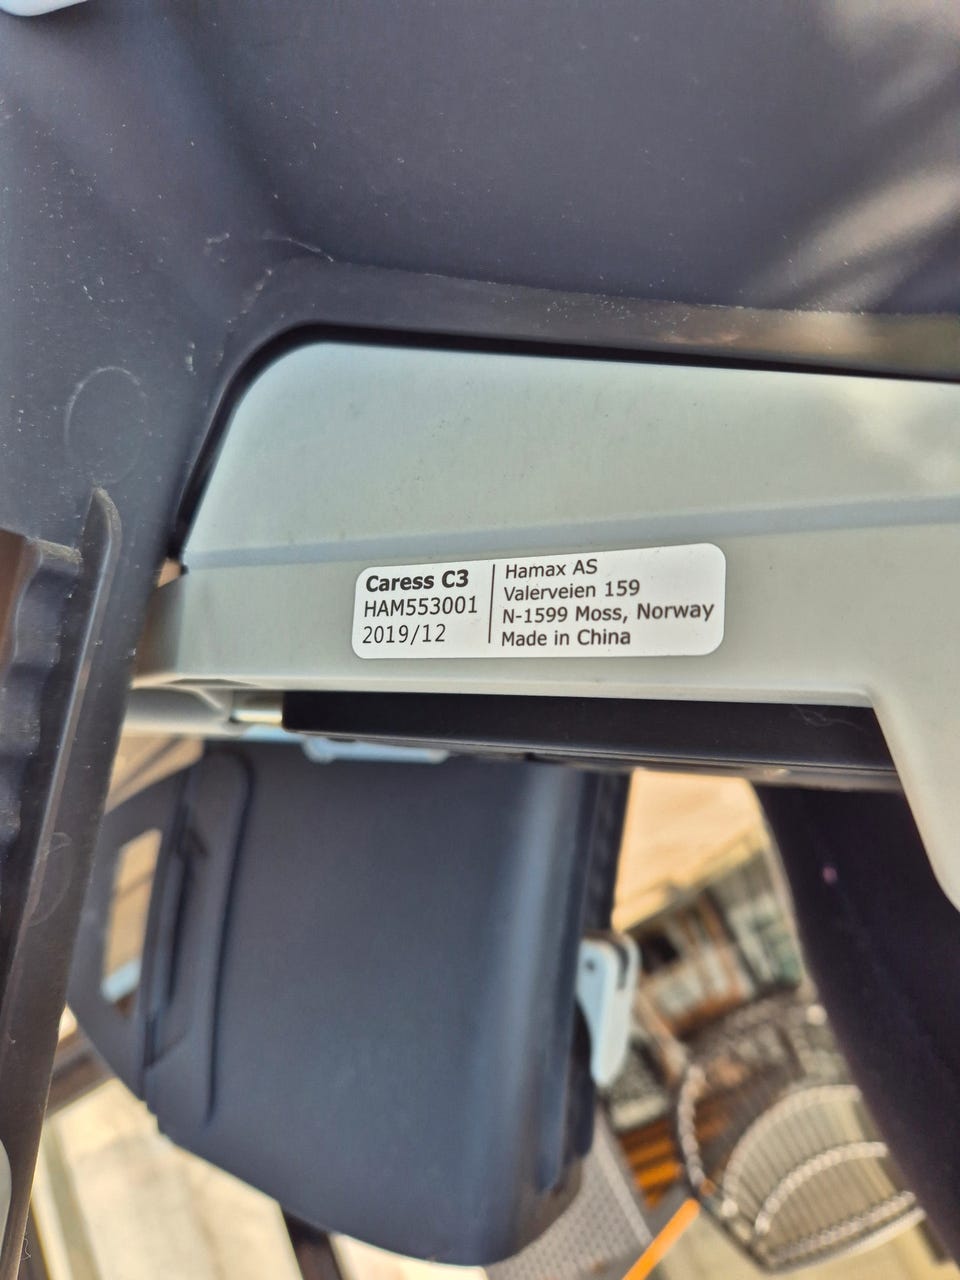 Caress C3
HAM553001
2019/12
Hamax AS
Valerveien 159
N-1599 Moss, Norway
Made in China